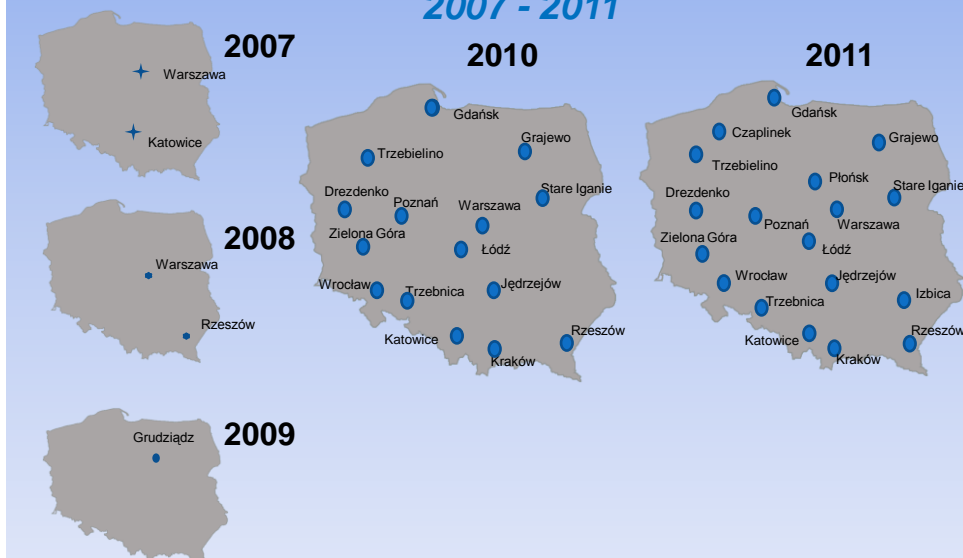 2007 - 2011
2007
Warszawa
Katowice
2008
Warszawa
Rzeszów
2009
Grudziądz
2010
Gdańsk
Grajewo
Trzebielino
Stare Iganie
Drezdenko
Poznań
Warszawa
Zielona Góra
Łódź
Wrocław
Trzebnica
Jędrzejów
Katowice
Rzeszów
Kraków
2011
Gdańsk
Czaplinek
Grajewo
Trzebielino
Płońsk
Stare Iganie
Drezdenko
Poznań
Warszawa
Zielona Góra
Łódź
Wrocław
Jędrzejów
Izbica
Trzebnica
Katowice
Rzeszów
Kraków